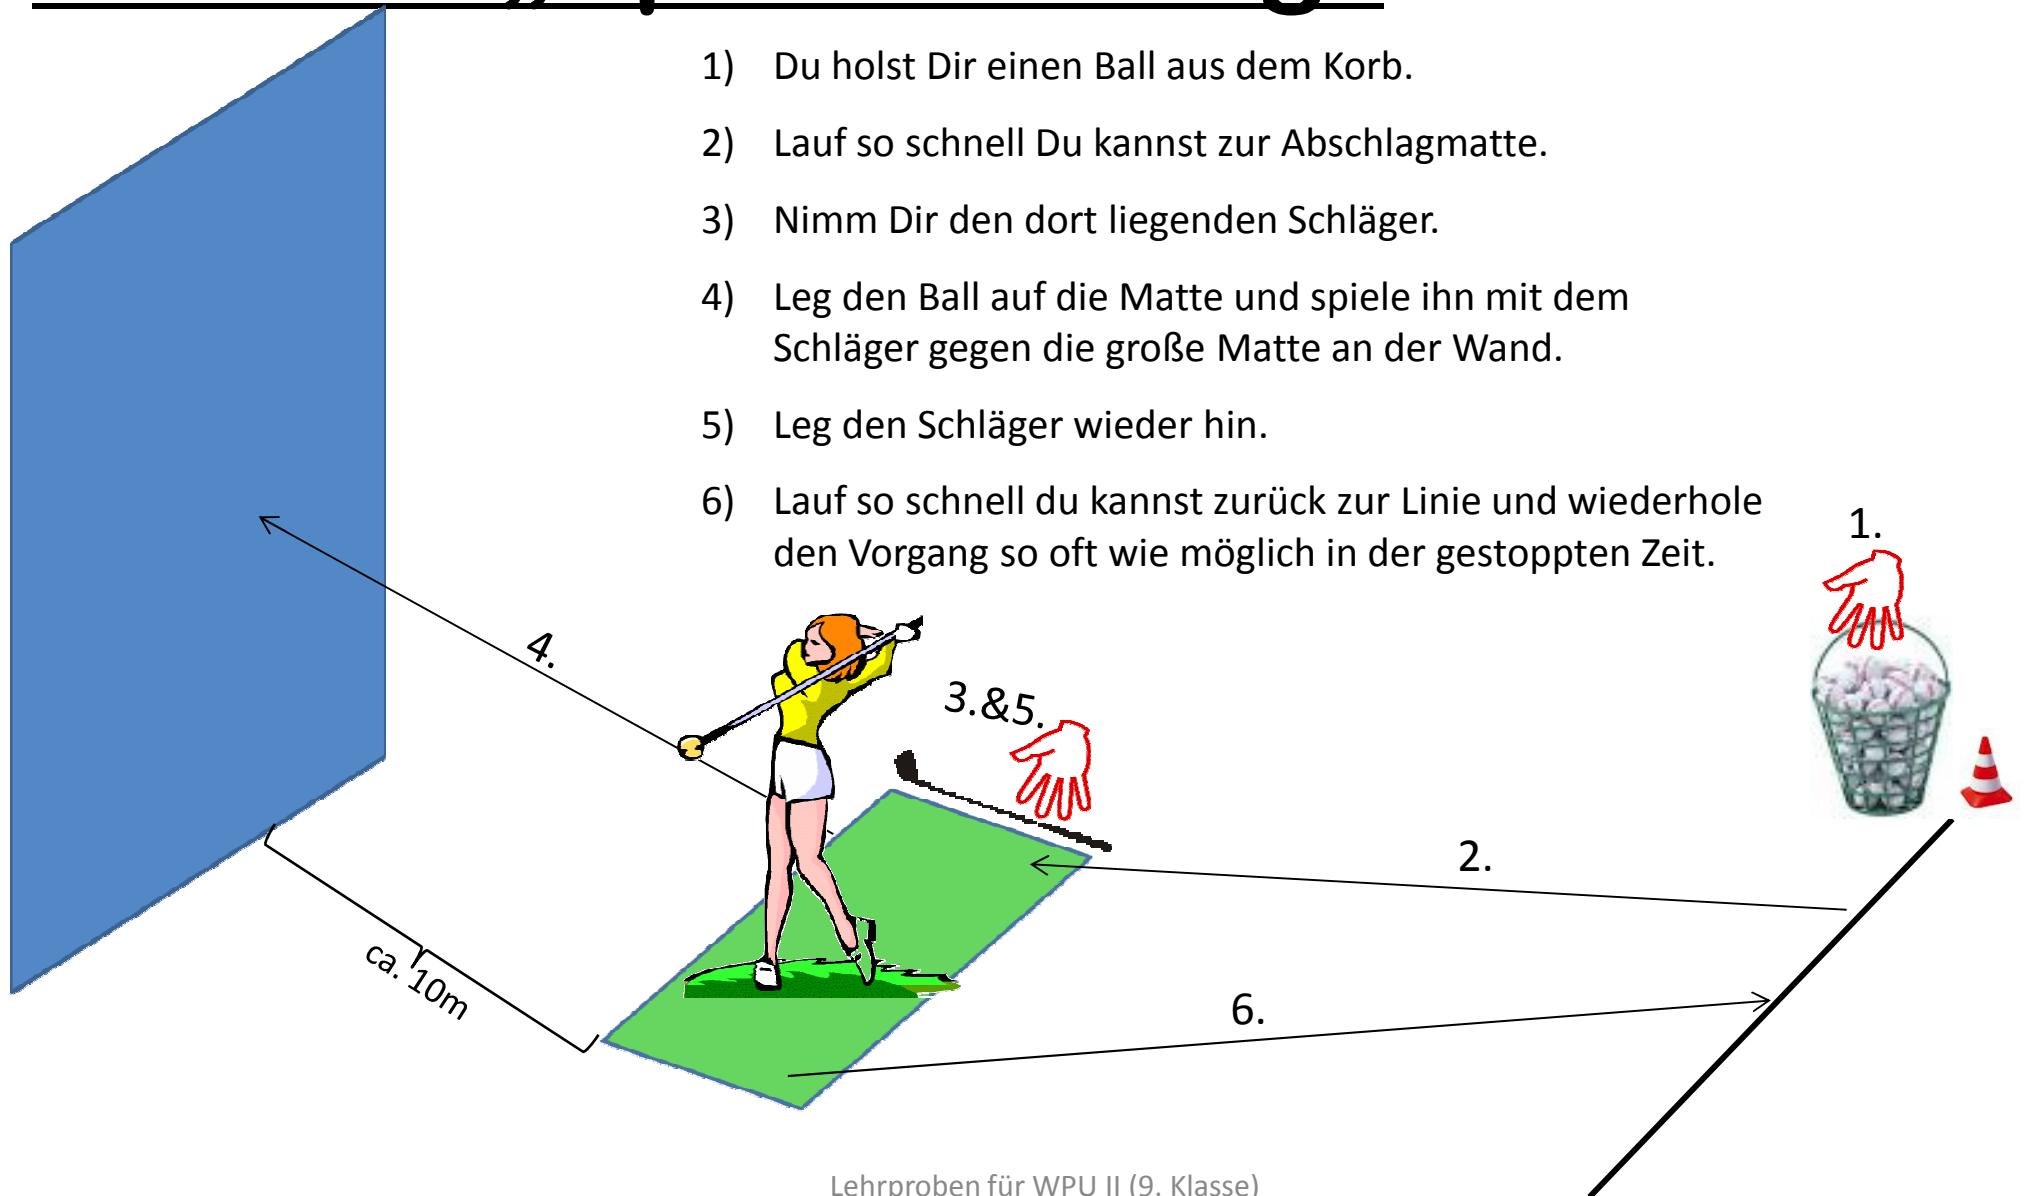 1) Du holst Dir einen Ball aus dem Korb.
2) Lauf so schnell Du kannst zur Abschlagmatte.
3) Nimm Dir den dort liegenden Schläger.
4) Leg den Ball auf die Matte und spiele ihn mit dem
Schläger gegen die große Matte an der Wand.
5) Leg den Schläger wieder hin.
6) Lauf so schnell du kannst zurück zur Linie und wiederhole
den Vorgang so oft wie möglich in der gestoppten Zeit.
1.
4.
3.&5.
2.
ca. 10m
6.
Lehrproben für WPU II (9. Klasse)